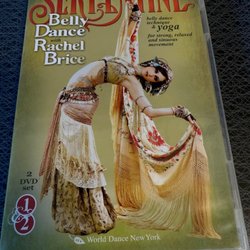 SERPENTINE
Belly
Dance
with
Rachel
Brice
belly dance
technique
& yoga
for strong, relaxed
and sinuous
movement
2
DVD
set
1
&
2
World Dance New York